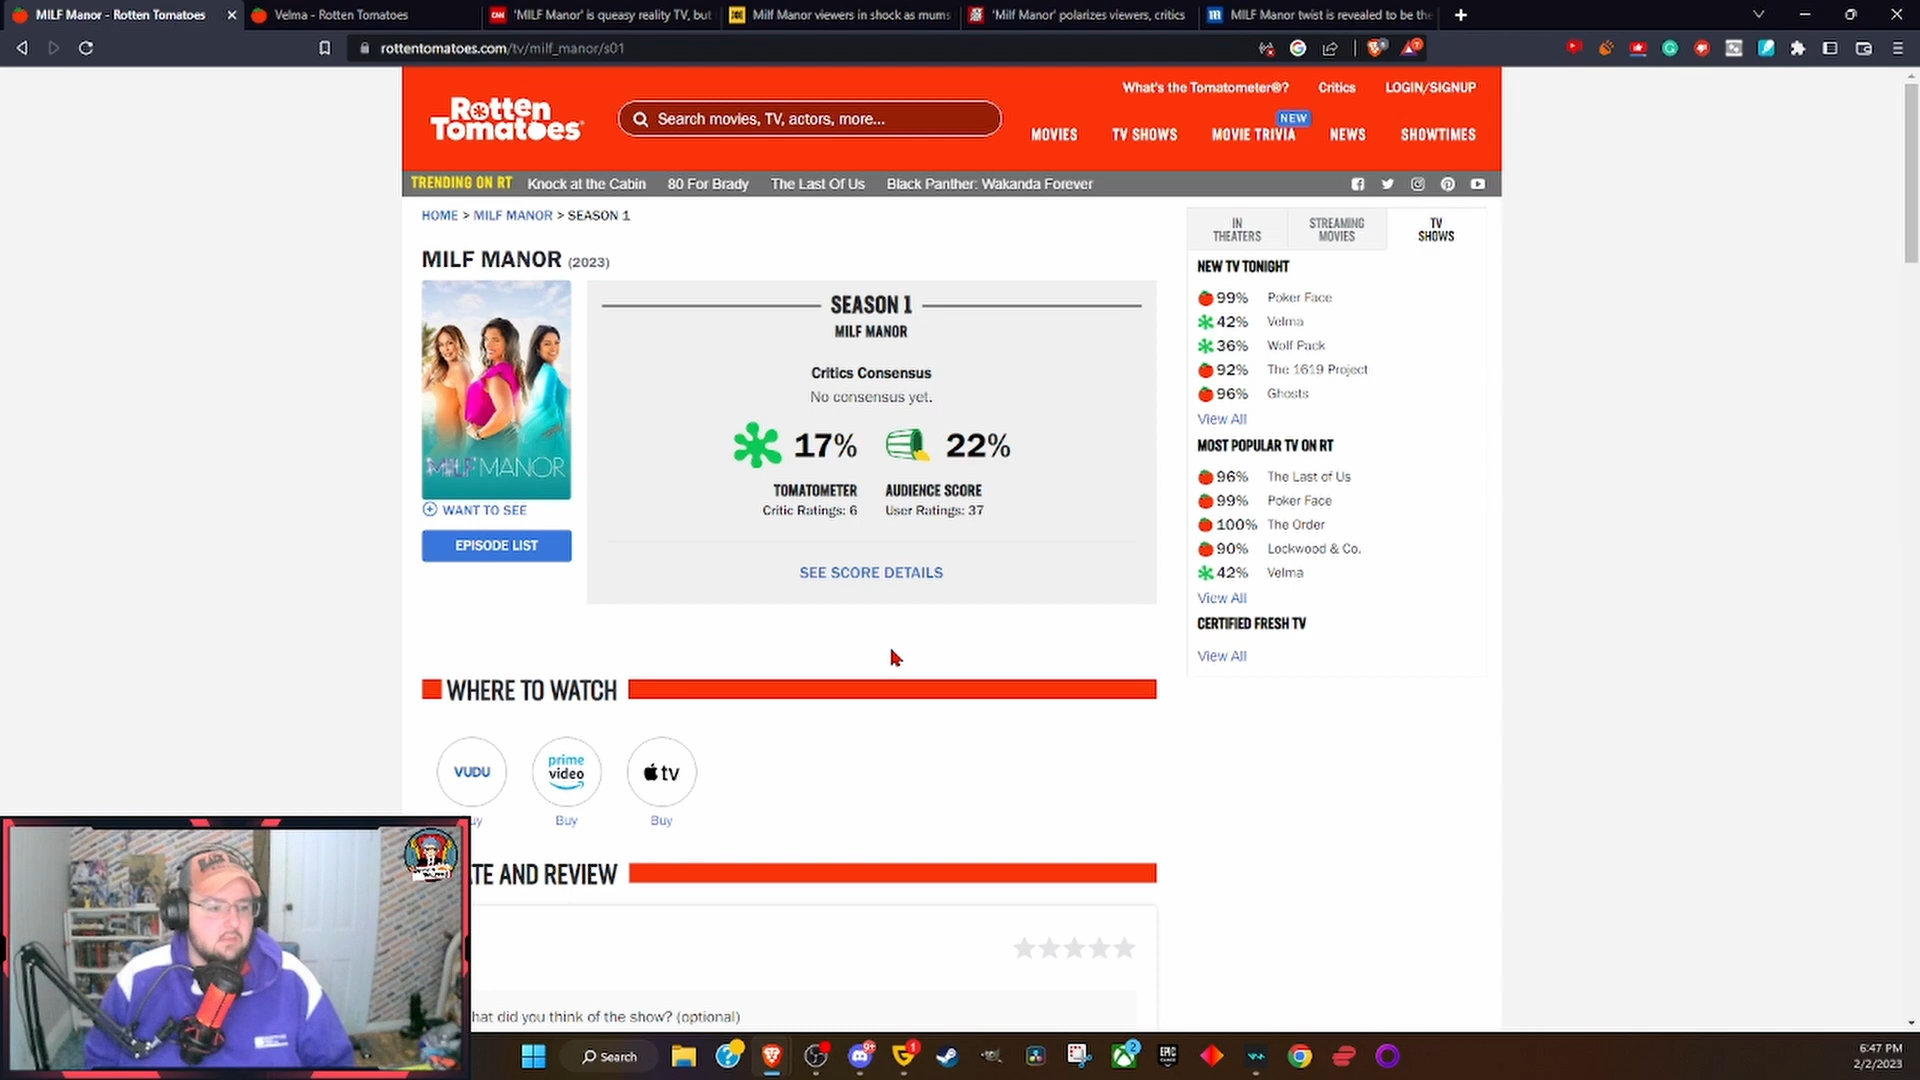 MILF Manor - Rotten Tomatoes
Velma - Rotten Tomatoes
'MILF Manor' is queasy reality TV, but
Milf Manor viewers in shock as mums
'Milf Manor' polarizes viewers, critics
MILF Manor twist is revealed to be the
rottentomatoes.com/tv/milf_manor/s01
What's the Tomatometer®?
Critics
LOGIN/SIGNUP
Rotten Tomatoes
Search movies, TV, actors, more...
NEW
MOVIES
TV SHOWS
MOVIE TRIVIA
NEWS
SHOWTIMES
TRENDING ON RT
Knock at the Cabin
80 For Brady
The Last Of Us
Black Panther: Wakanda Forever
HOME > MILF MANOR > SEASON 1
MILF MANOR (2023)
MILF MANOR
WANT TO SEE
EPISODE LIST
SEASON 1
MILF MANOR
Critics Consensus
No consensus yet.
17%
22%
TOMATOMETER
AUDIENCE SCORE
Critic Ratings: 6
User Ratings: 37
SEE SCORE DETAILS
IN THEATERS
STREAMING MOVIES
TV SHOWS
NEW TV TONIGHT
99% Poker Face
42% Velma
36% Wolf Pack
92% The 1619 Project
96% Ghosts
View All
MOST POPULAR TV ON RT
96% The Last of Us
99% Poker Face
100% The Order
90% Lockwood & Co.
42% Velma
View All
CERTIFIED FRESH TV
View All
WHERE TO WATCH
VUDU
prime video
tv
uy
Buy
Buy
TE AND REVIEW
hat did you think of the show? (optional)
Search
6:47 PM
2/2/2023